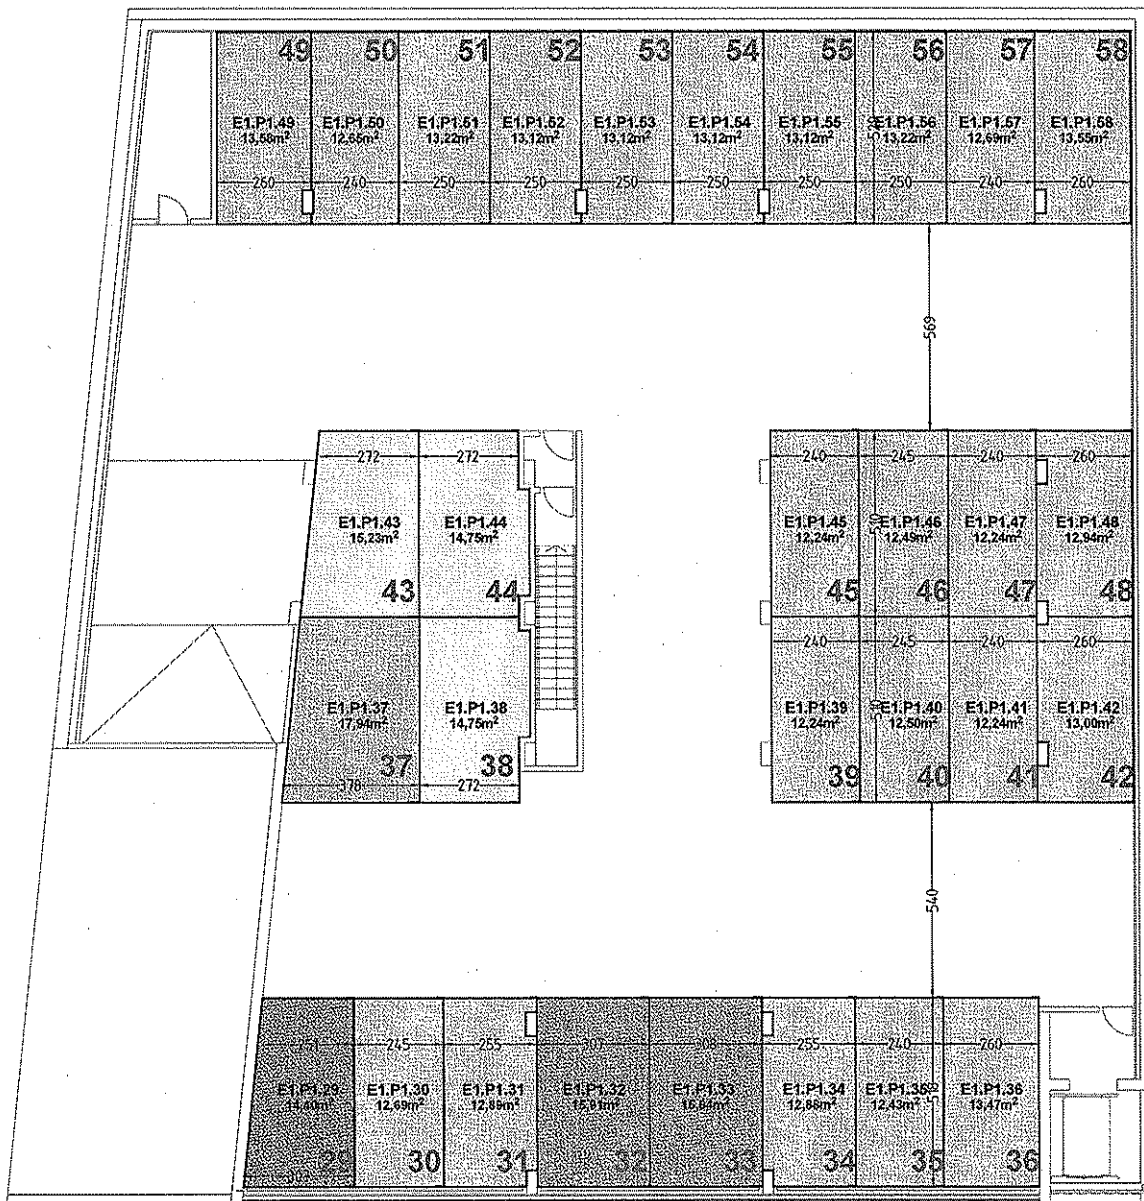 49 50 51 52 53 54 55 56 57 58
E1.P1.49 E1.P1.50 E1.P1.51 E1.P1.52 E1.P1.53 E1.P1.54 E1.P1.55 E1.P1.56 E1.P1.57 E1.P1.58
12,65m² 13,22m² 13,12m² 13,12m² 13,12m² 13,12m² 13,22m² 12,69m² 13,55m²
260 240 250 250 250 250 250 250 240 260
569
272 272 240 245 240 260
E1.P1.43 E1.P1.44 E1.P1.45 E1.P1.46 E1.P1.47 E1.P1.48
15,23m² 14,75m² 12,24m² 12,49m² 12,24m² 12,94m²
43 44 45 46 47 48
240 245 240 260
E1.P1.37 E1.P1.38 E1.P1.39 E1.P1.40 E1.P1.41 E1.P1.42
17,94m² 14,75m² 12,24m² 12,50m² 12,24m² 13,00m²
37 38 39 40 41 42
378 272
540
245 255 255 240 260
E1.P1.29 E1.P1.30 E1.P1.31 E1.P1.32 E1.P1.33 E1.P1.34 E1.P1.35 E1.P1.36
12,69m² 12,89m² 12,43m² 13,47m²
29 30 31 32 33 34 35 36